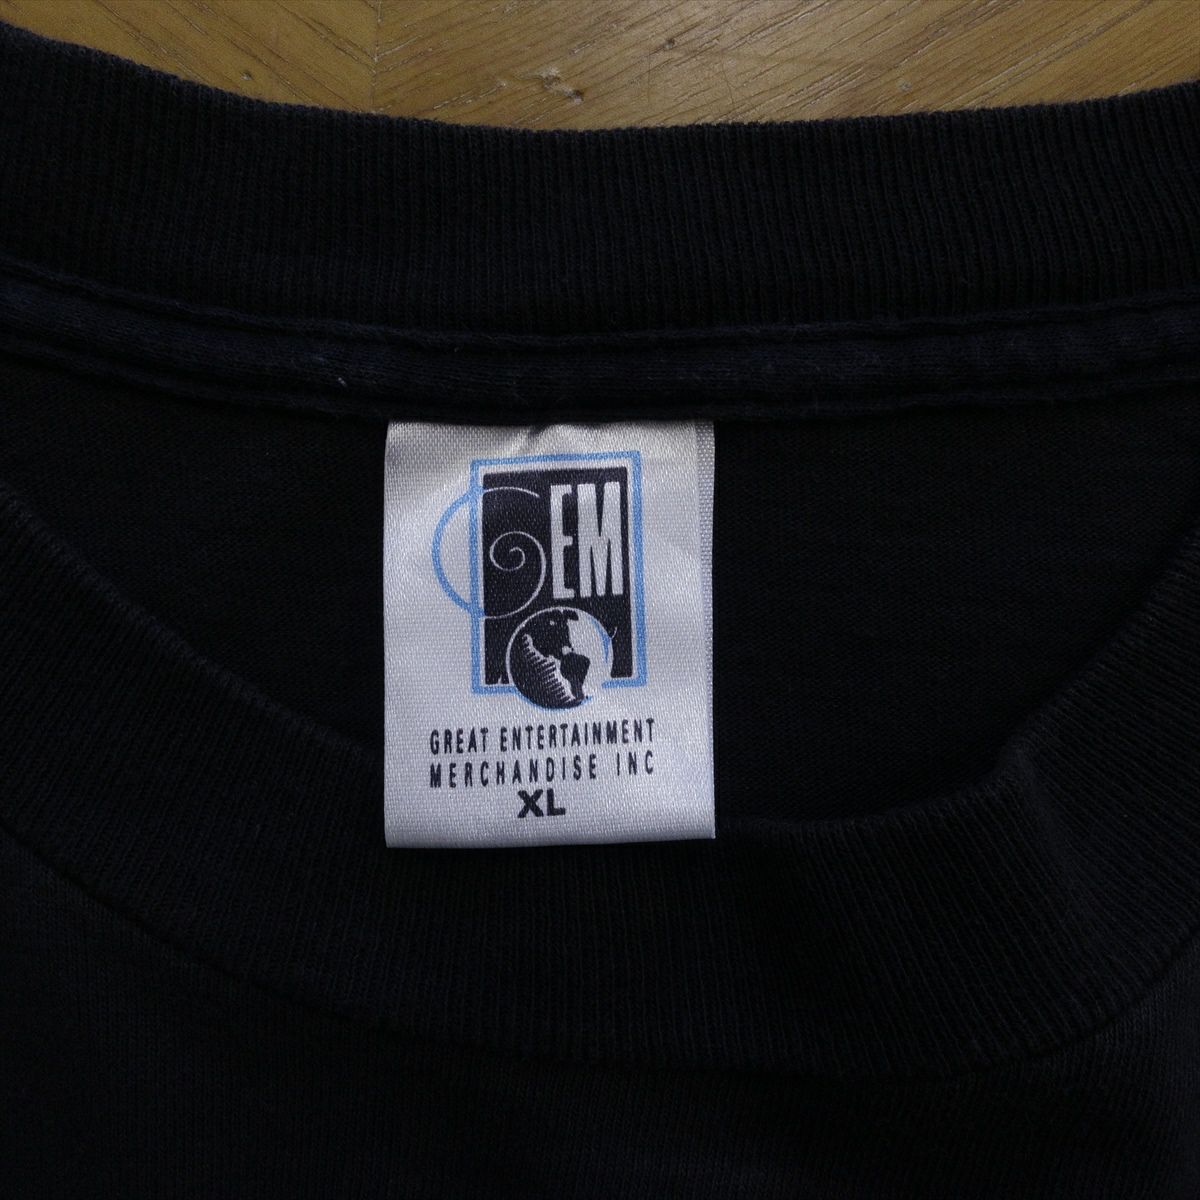 GEM
GREAT ENTERTAINMENT
MERCHANDISE INC
XL